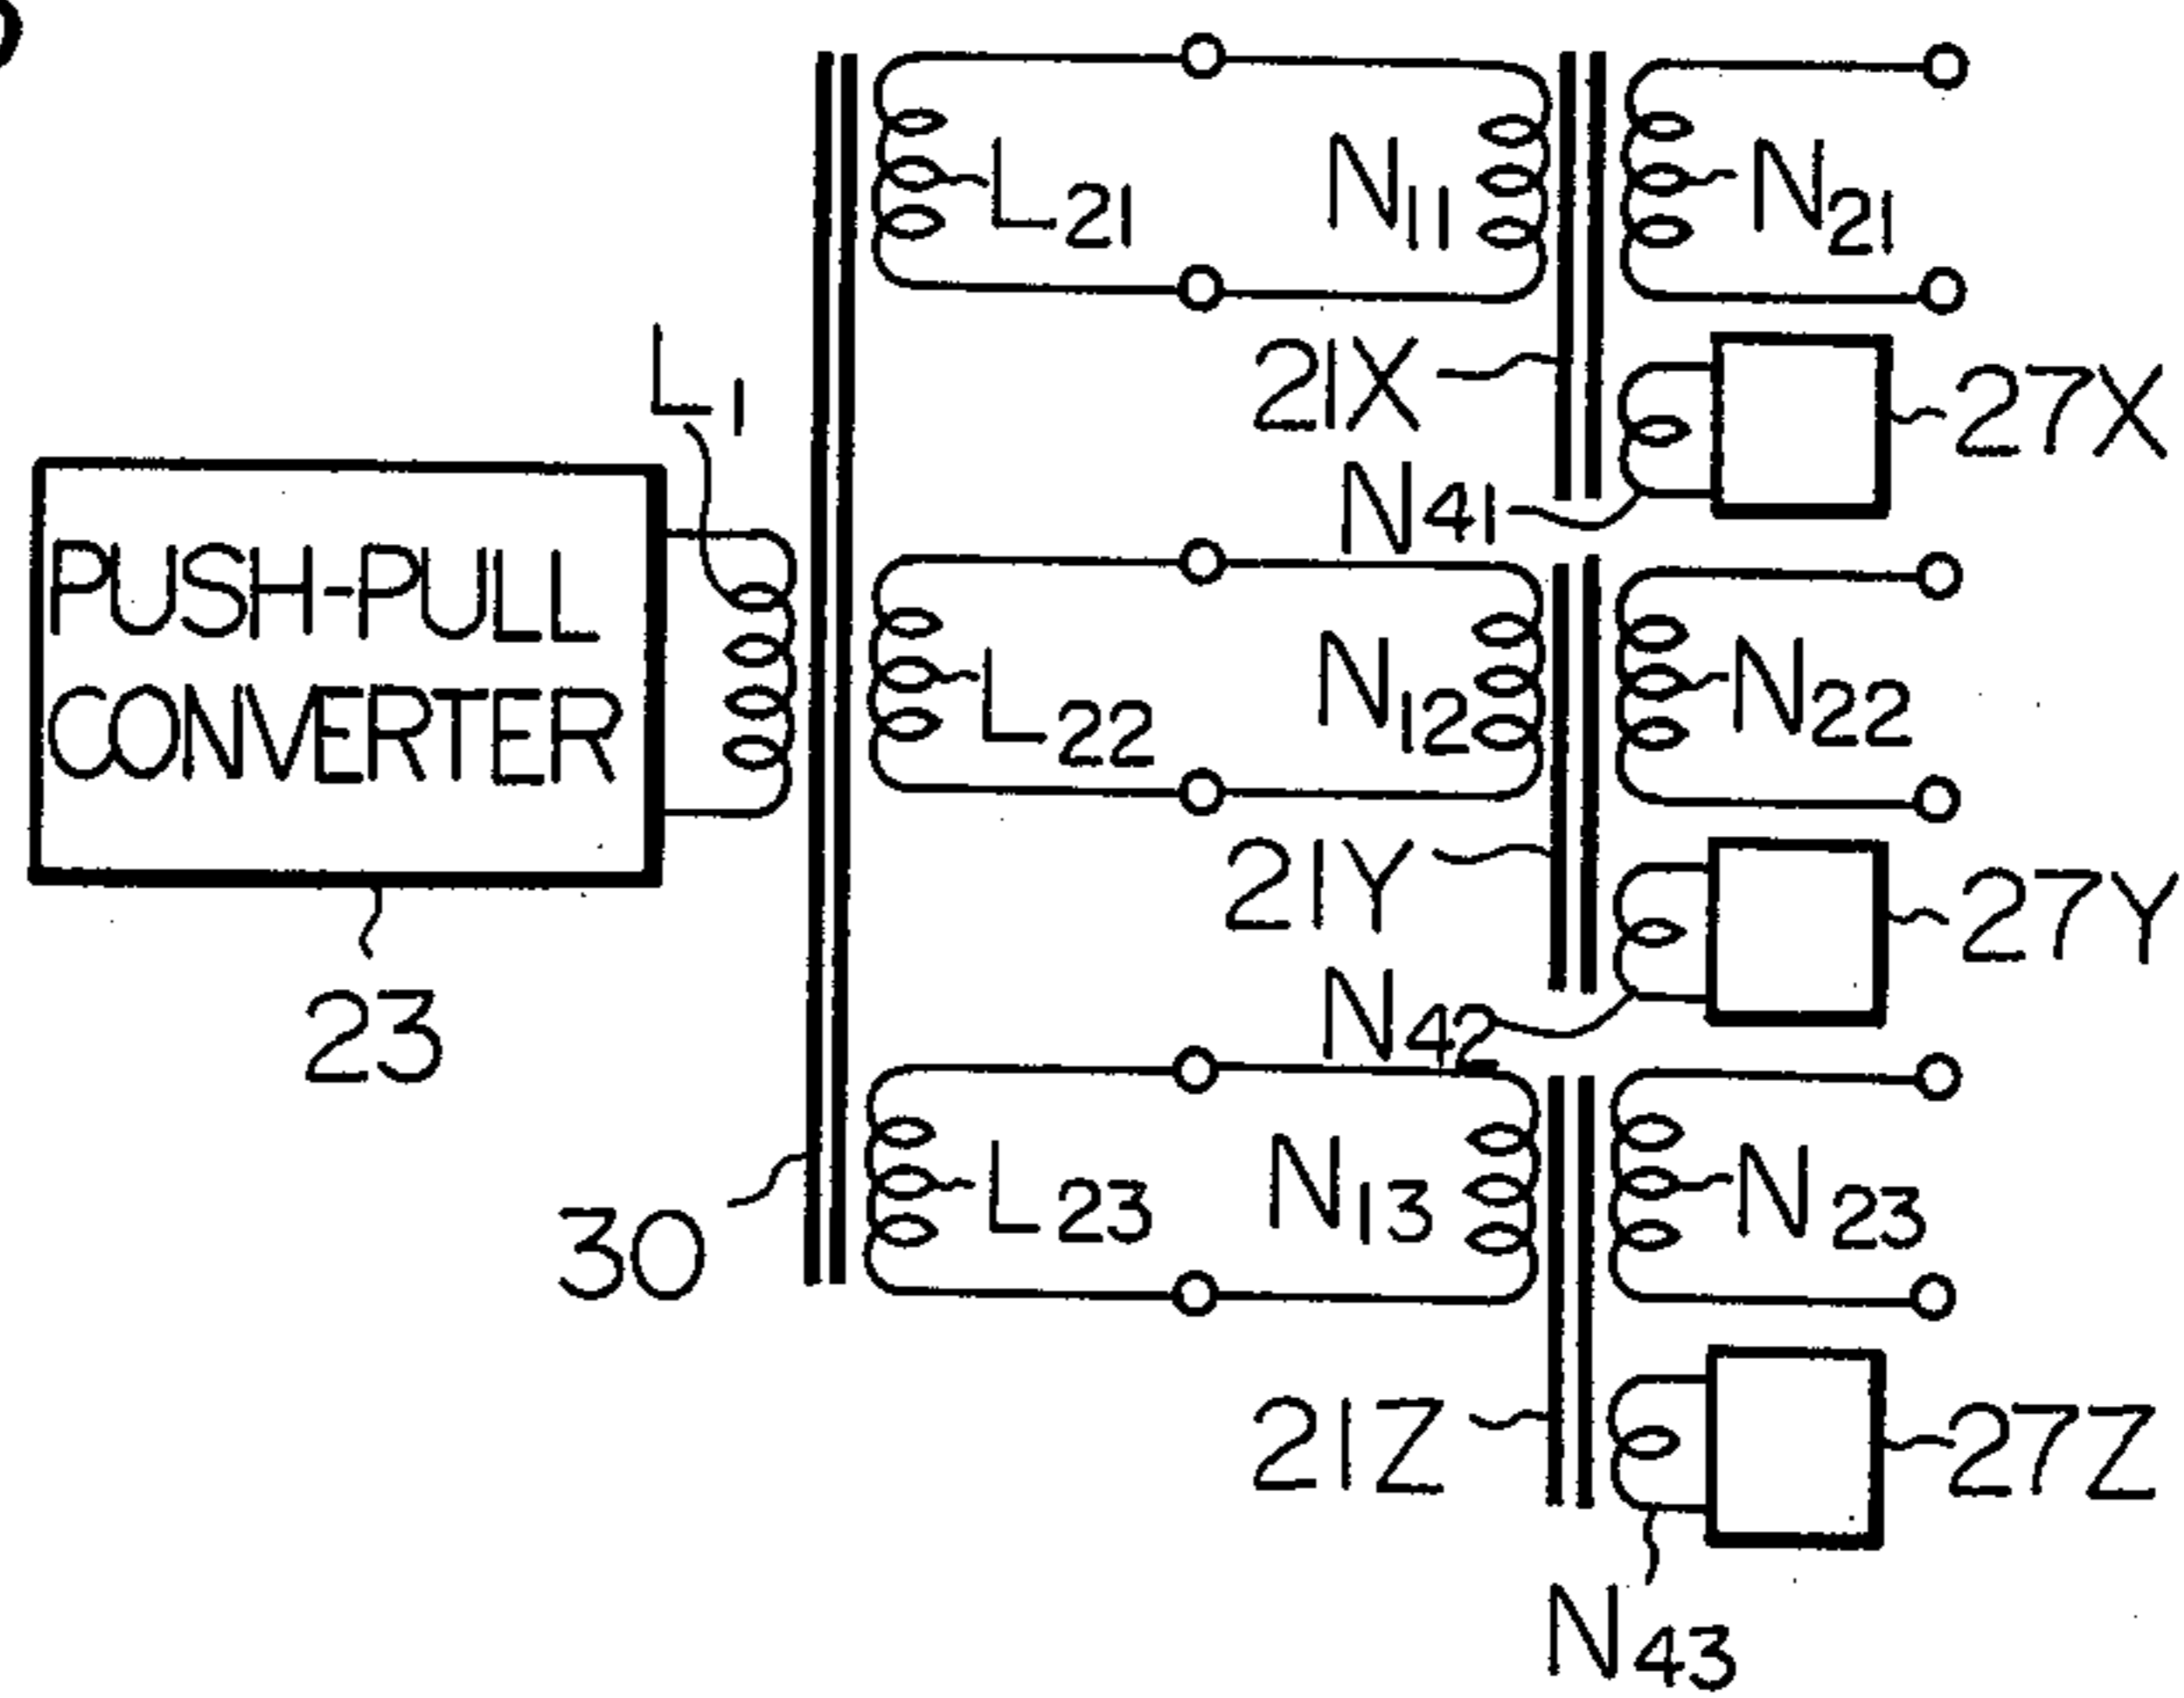 L21
N11
N21
L1
21X
27X
N41
PUSH-PULL
CONVERTER
L22
N12
N22
21Y
27Y
23
N42
L23
N13
N23
30
21Z
27Z
N43